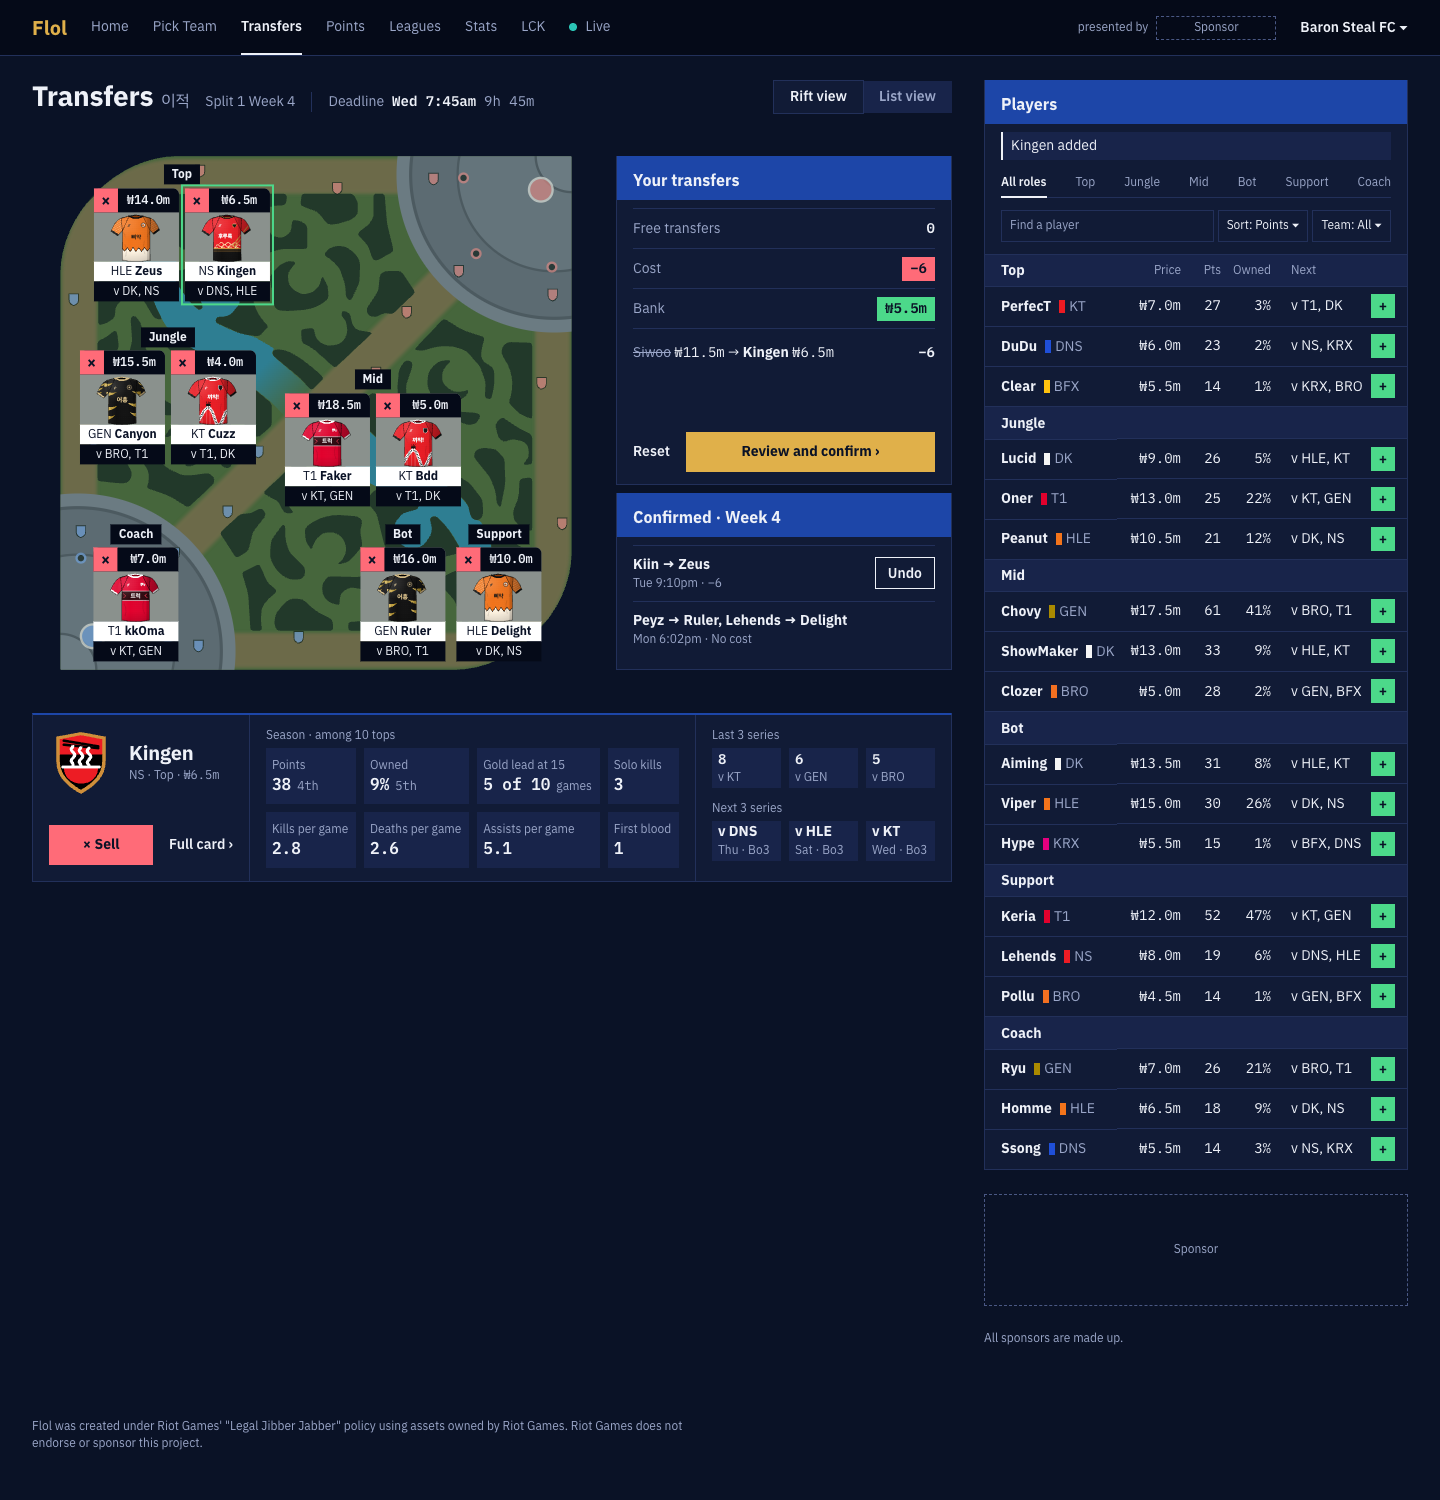 Flol Home Pick Team Transfers Points Leagues Stats LCK Live presented by Sponsor Baron Steal FC
Transfers 이적 Split 1 Week 4 Deadline Wed 7:45am 9h 45m
Rift view List view
Top
× ₩14.0m × ₩6.5m
HLE Zeus NS Kingen
v DK, NS v DNS, HLE
Jungle
× ₩15.5m × ₩4.0m
GEN Canyon KT Cuzz
v BRO, T1 v T1, DK
Mid
× ₩18.5m × ₩5.0m
T1 Faker KT Bdd
v KT, GEN v T1, DK
Coach
× ₩7.0m
T1 kkOma
v KT, GEN
Bot Support
× ₩16.0m × ₩10.0m
GEN Ruler HLE Delight
v BRO, T1 v DK, NS
Your transfers
Free transfers 0
Cost −6
Bank ₩5.5m
Siwoo ₩11.5m → Kingen ₩6.5m −6
Reset Review and confirm ›
Confirmed · Week 4
Kiin → Zeus
Tue 9:10pm · −6
Undo
Peyz → Ruler, Lehends → Delight
Mon 6:02pm · No cost
Kingen
NS · Top · ₩6.5m
× Sell Full card ›
Season · among 10 tops
Points Owned Gold lead at 15 Solo kills
38 4th 9% 5th 5 of 10 games 3
Kills per game Deaths per game Assists per game First blood
2.8 2.6 5.1 1
Last 3 series
8 6 5
v KT v GEN v BRO
Next 3 series
v DNS v HLE v KT
Thu · Bo3 Sat · Bo3 Wed · Bo3
Players
Kingen added
All roles Top Jungle Mid Bot Support Coach
Find a player Sort: Points Team: All
Top Price Pts Owned Next
PerfecT KT ₩7.0m 27 3% v T1, DK +
DuDu DNS ₩6.0m 23 2% v NS, KRX +
Clear BFX ₩5.5m 14 1% v KRX, BRO +
Jungle
Lucid DK ₩9.0m 26 5% v HLE, KT +
Oner T1 ₩13.0m 25 22% v KT, GEN +
Peanut HLE ₩10.5m 21 12% v DK, NS +
Mid
Chovy GEN ₩17.5m 61 41% v BRO, T1 +
ShowMaker DK ₩13.0m 33 9% v HLE, KT +
Clozer BRO ₩5.0m 28 2% v GEN, BFX +
Bot
Aiming DK ₩13.5m 31 8% v HLE, KT +
Viper HLE ₩15.0m 30 26% v DK, NS +
Hype KRX ₩5.5m 15 1% v BFX, DNS +
Support
Keria T1 ₩12.0m 52 47% v KT, GEN +
Lehends NS ₩8.0m 19 6% v DNS, HLE +
Pollu BRO ₩4.5m 14 1% v GEN, BFX +
Coach
Ryu GEN ₩7.0m 26 21% v BRO, T1 +
Homme HLE ₩6.5m 18 9% v DK, NS +
Ssong DNS ₩5.5m 14 3% v NS, KRX +
Sponsor
All sponsors are made up.
Flol was created under Riot Games' "Legal Jibber Jabber" policy using assets owned by Riot Games. Riot Games does not
endorse or sponsor this project.